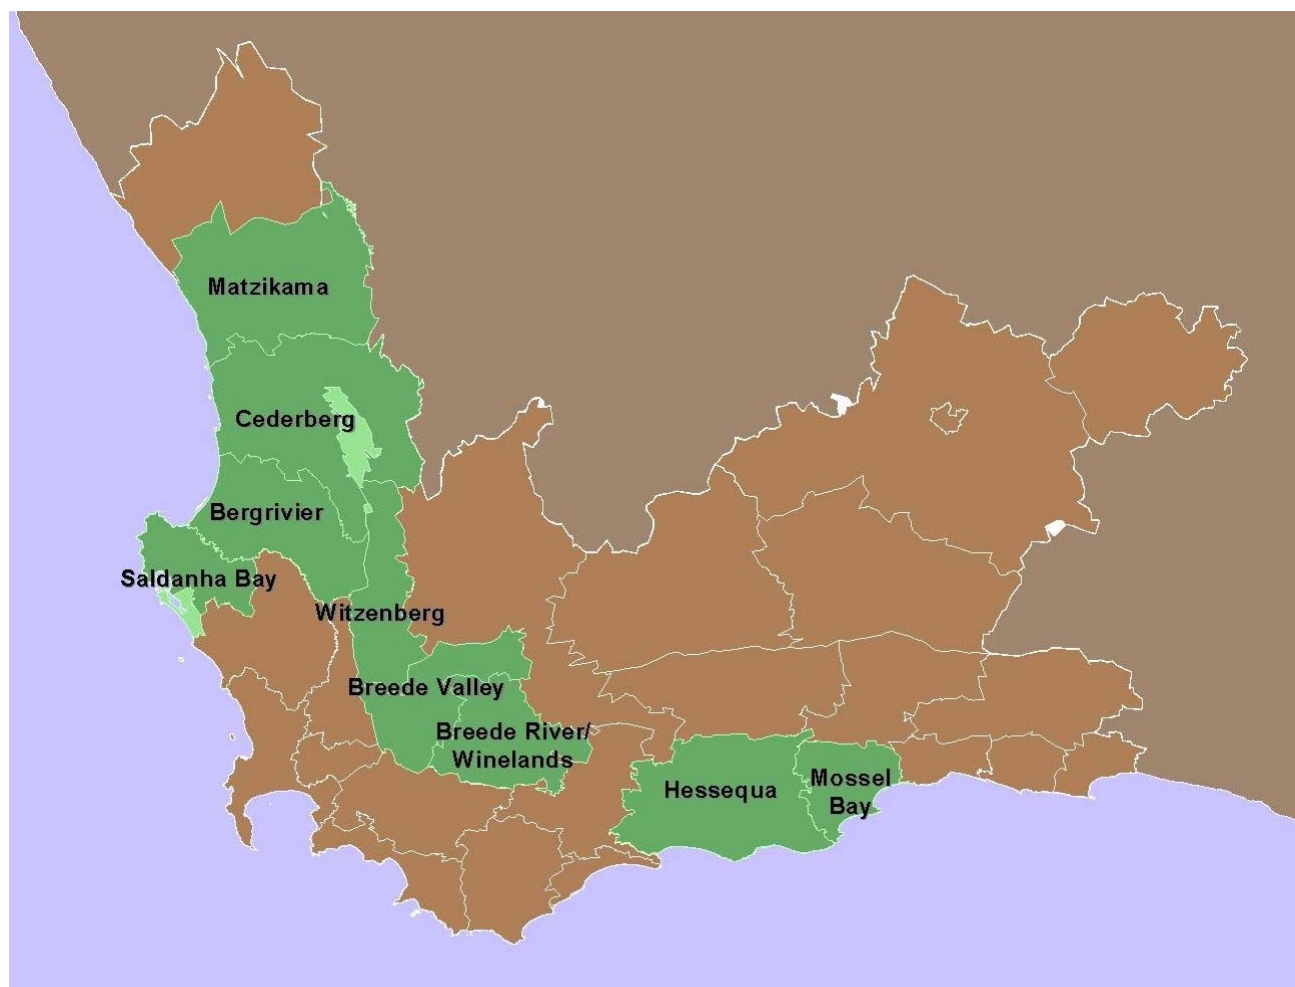 Matzikama
Cederberg
Bergrivier
Saldanha Bay
Witzenberg
Breede Valley
Breede River/
Winelands
Hessequa
Mossel
Bay